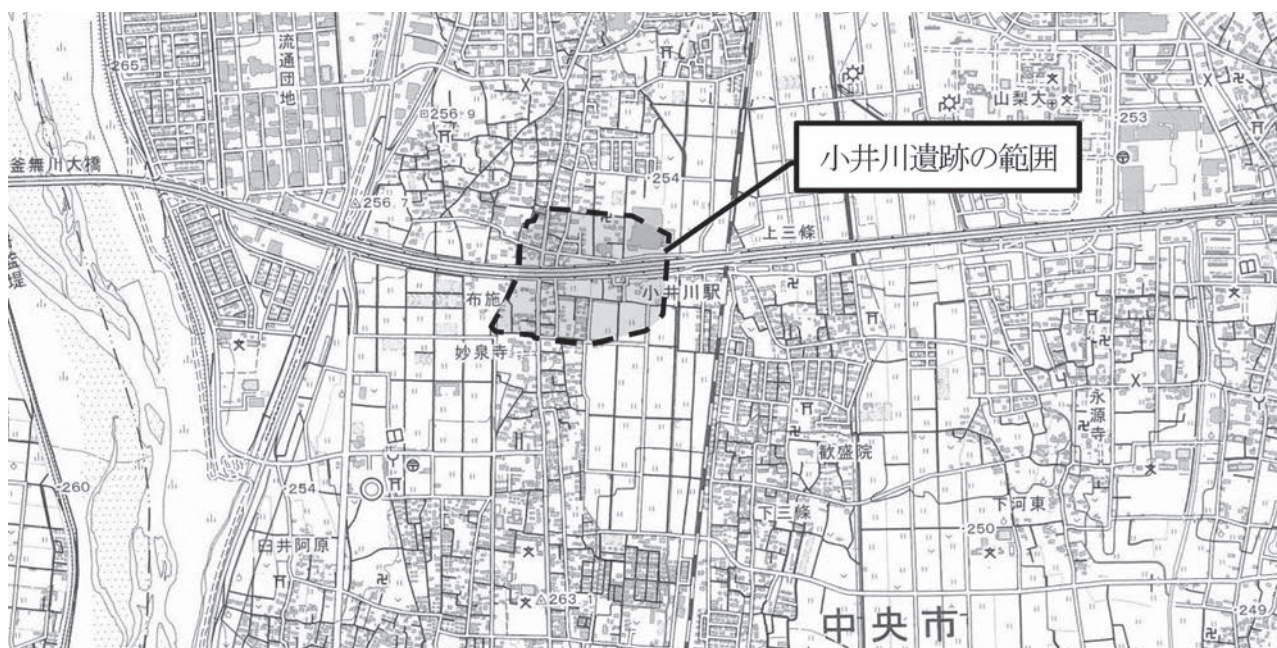 流通団地
265
256.9
山梨大
253
小井川遺跡の範囲
釜無川大橋
254
256.7
上三條
布施
小井川駅
妙泉寺
永源寺
歓盛院
260
254
下三條
下河東
250
臼井阿原
263.1
中央市
249